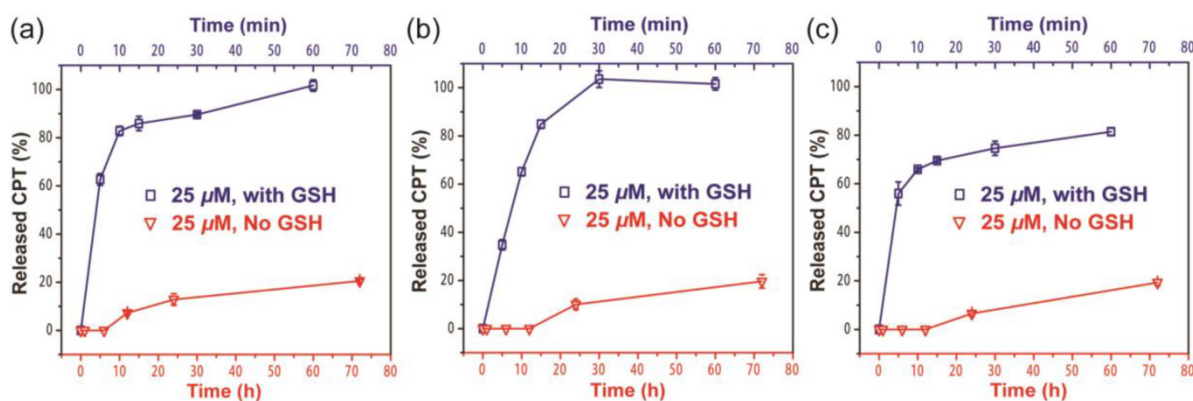 (a)
Time (min)
0 10 20 30 40 50 60 70 80
Released CPT (%)
100
80
60
40
20
0
25 µM, with GSH
25 µM, No GSH
0 10 20 30 40 50 60 70 80
Time (h)
(b)
Time (min)
0 10 20 30 40 50 60 70 80
Released CPT (%)
100
80
60
40
20
0
25 µM, with GSH
25 µM, No GSH
0 10 20 30 40 50 60 70 80
Time (h)
(c)
Time (min)
0 10 20 30 40 50 60 70 80
Released CPT (%)
100
80
60
40
20
0
25 µM, with GSH
25 µM, No GSH
0 10 20 30 40 50 60 70 80
Time (h)